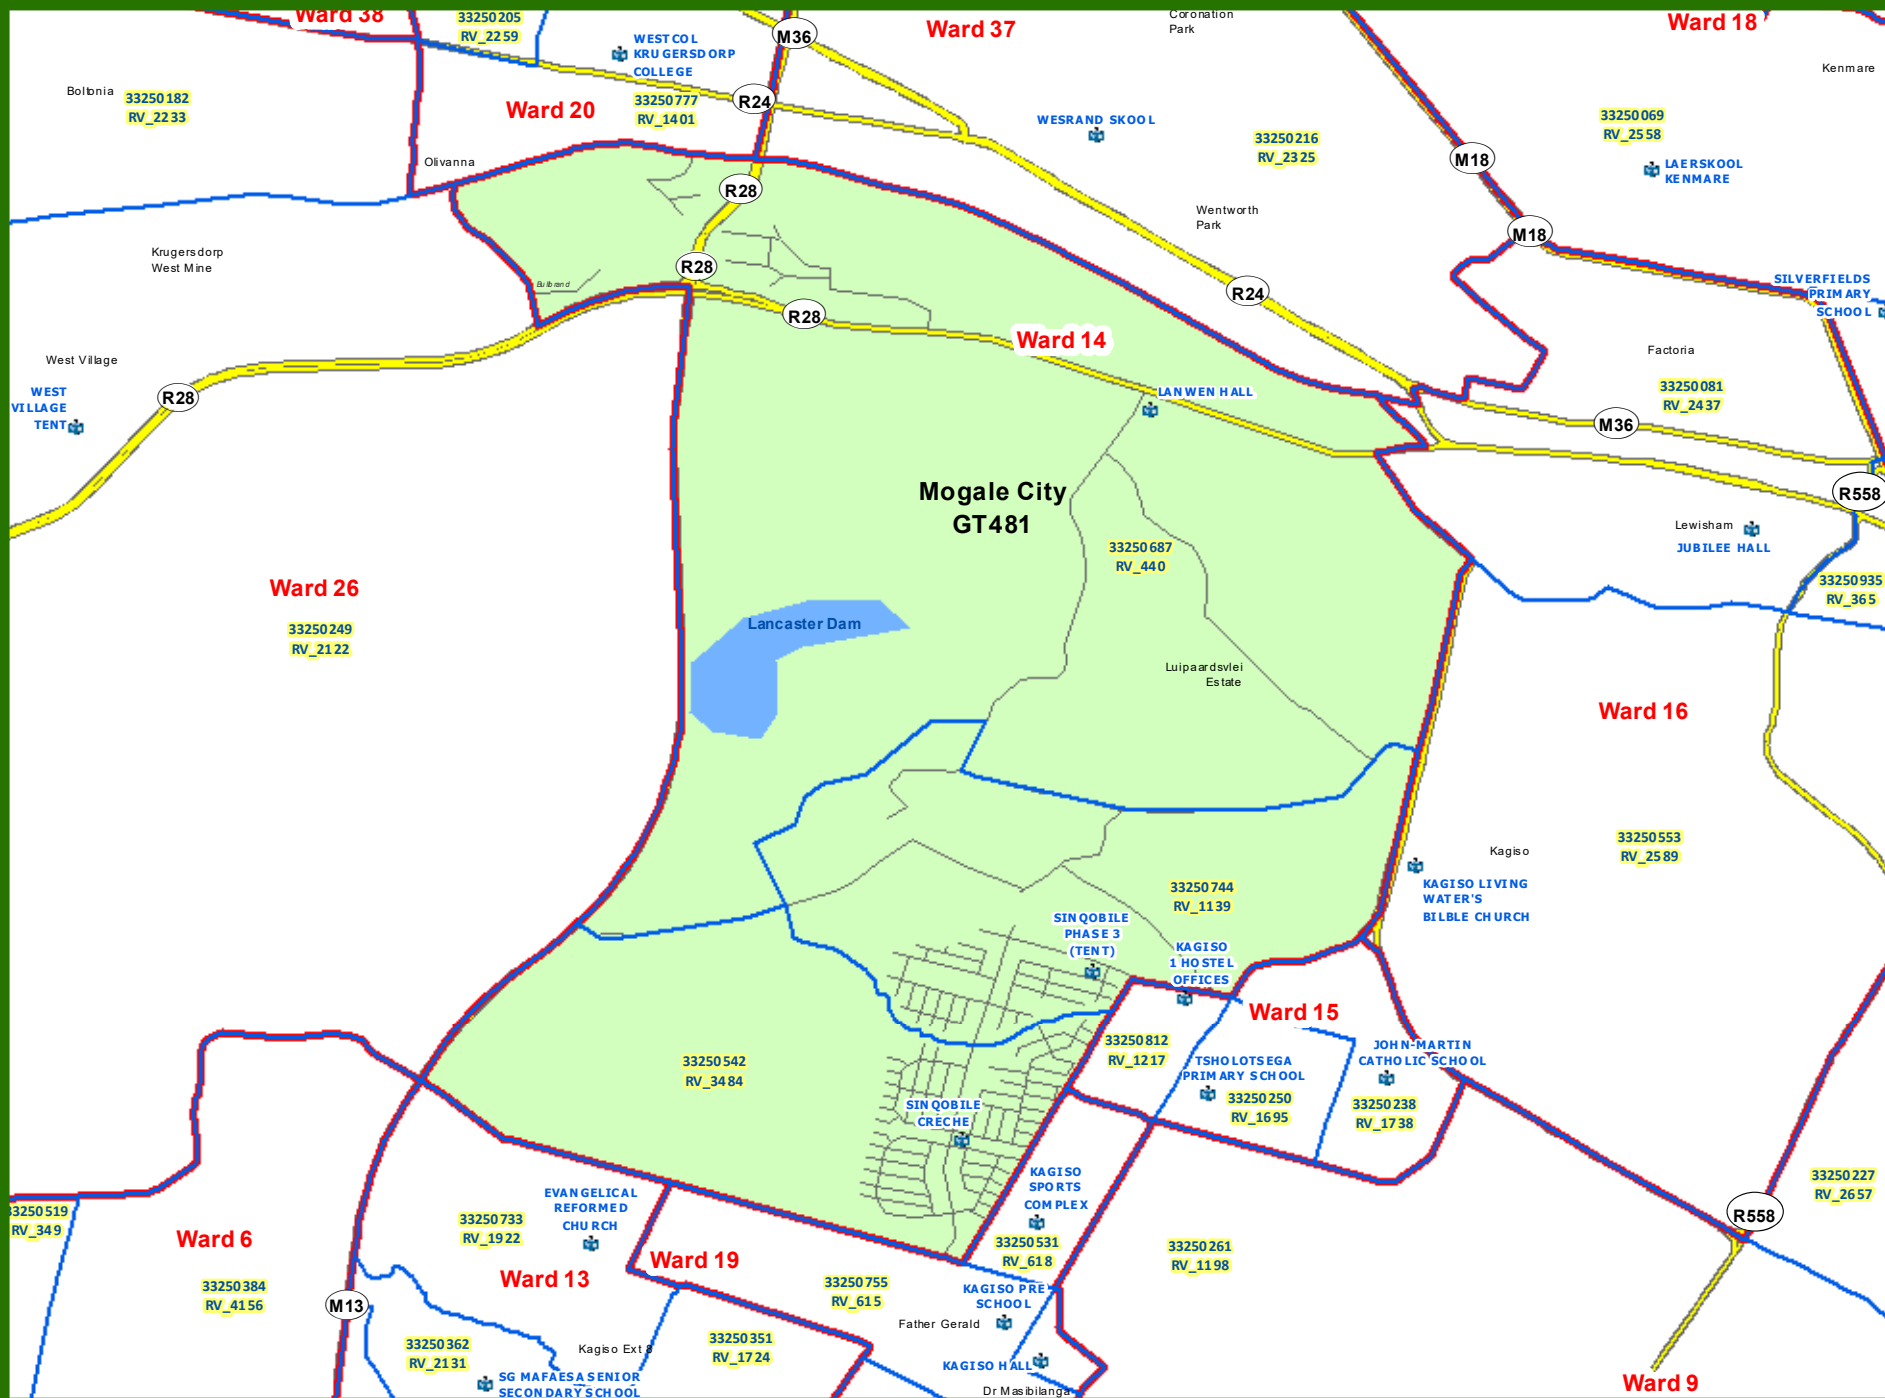 Ward 38
33250205
RV_2259
WESTCOL
KRUGERSDORP
COLLEGE
M36
Ward 37
Coronation
Park
Ward 18
Kenmare
Boltonia
33250182
RV_2233
Ward 20
33250777
RV_1401
R24
WESRAND SKOOL
33250216
RV_2325
33250069
RV_2558
M18
LAERSKOOL
KENMARE
Olivanna
R28
Wentworth
Park
M18
Krugersdorp
West Mine
R28
Bultbrand
R28
R24
SILVERFIELDS
PRIMARY
SCHOOL
Ward 14
West Village
Factoria
33250081
RV_2437
WEST
VILLAGE
TENT
R28
LANWEN HALL
M36
Mogale City
GT481
R558
Lewisham
JUBILEE HALL
33250687
RV_440
33250935
RV_365
Ward 26
33250249
RV_2122
Lancaster Dam
Luipaardsvlei
Estate
Ward 16
33250553
RV_2589
Kagiso
KAGISO LIVING
WATER'S
BILBLE CHURCH
33250744
RV_1139
SINQOBILE
PHASE 3
(TENT)
KAGISO
1 HOSTEL
OFFICES
Ward 15
33250812
RV_1217
JOHN-MARTIN
CATHOLIC SCHOOL
TSHOLOTSEGA
PRIMARY SCHOOL
33250250
RV_1695
33250238
RV_1738
33250542
RV_3484
SINQOBILE
CRECHE
KAGISO
SPORTS
COMPLEX
33250227
RV_2657
R558
33250519
RV_349
EVANGELICAL
REFORMED
CHURCH
33250733
RV_1922
Ward 6
33250384
RV_4156
33250531
RV_618
33250261
RV_1198
Ward 19
Ward 13
33250755
RV_615
KAGISO PRE
SCHOOL
M13
Father Gerald
33250362
RV_2131
Kagiso Ext 8
33250351
RV_1724
KAGISO HALL
SG MAFAESA SENIOR
SECONDARY SCHOOL
Dr Masibilanga
Ward 9